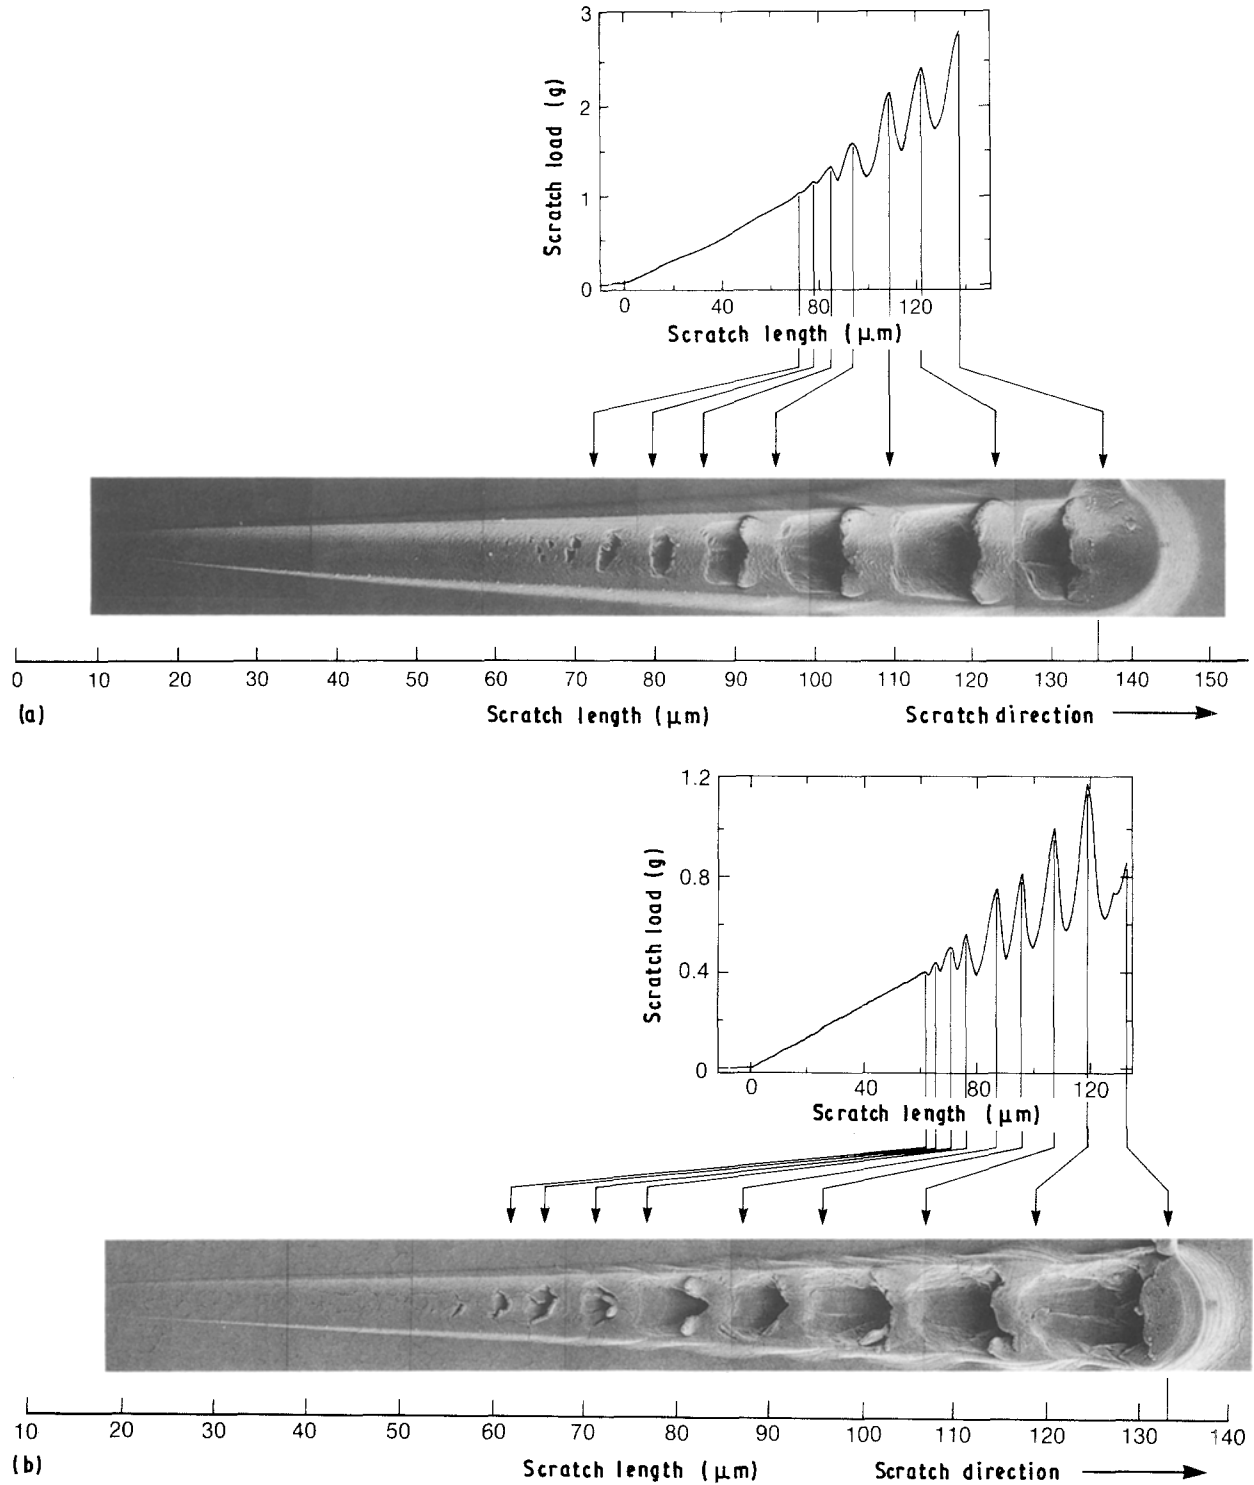 3
2
1
0
Scratch load (g)
0 40 80 120
Scratch length (μm)
0 10 20 30 40 50 60 70 80 90 100 110 120 130 140 150
(a) Scratch length (μm) Scratch direction
1.2
0.8
0.4
0
Scratch load (g)
0 40 80 120
Scratch length (μm)
10 20 30 40 50 60 70 80 90 100 110 120 130 140
(b) Scratch length (μm) Scratch direction